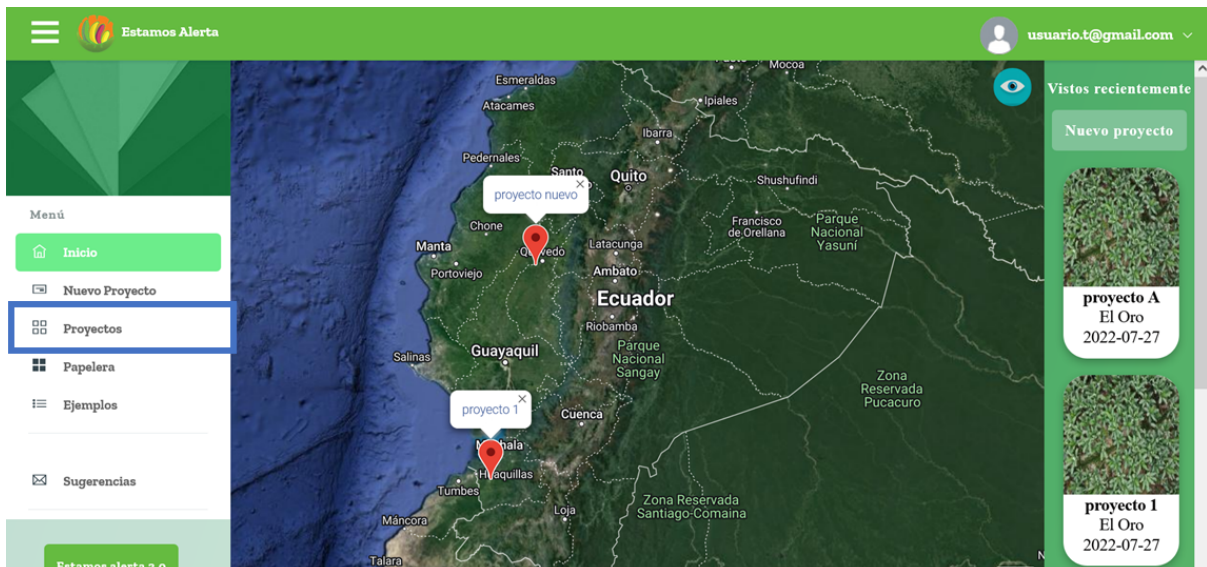 Estamos Alerta
usuario.t@gmail.com
Menú
Inicio
Nuevo Proyecto
Proyectos
Papelera
Ejemplos
Sugerencias
Estamos alerta 2.0
Mocoa
Esmeraldas
Atacames
Ipiales
Ibarra
Pedernales
Santo
Quito
Shushufindi
proyecto nuevo
Chone
Francisco
de Orellana
Parque
Nacional
Yasuní
Manta
Latacunga
Portoviejo
Ambato
Ecuador
Riobamba
Salinas
Guayaquil
Parque
Nacional
Sangay
Zona
Reservada
Pucacuro
proyecto 1
Cuenca
Tumbes
Loja
Zona Reservada
Santiago-Comaina
Máncora
Talara
Vistos recientemente
Nuevo proyecto
proyecto A
El Oro
2022-07-27
proyecto 1
El Oro
2022-07-27